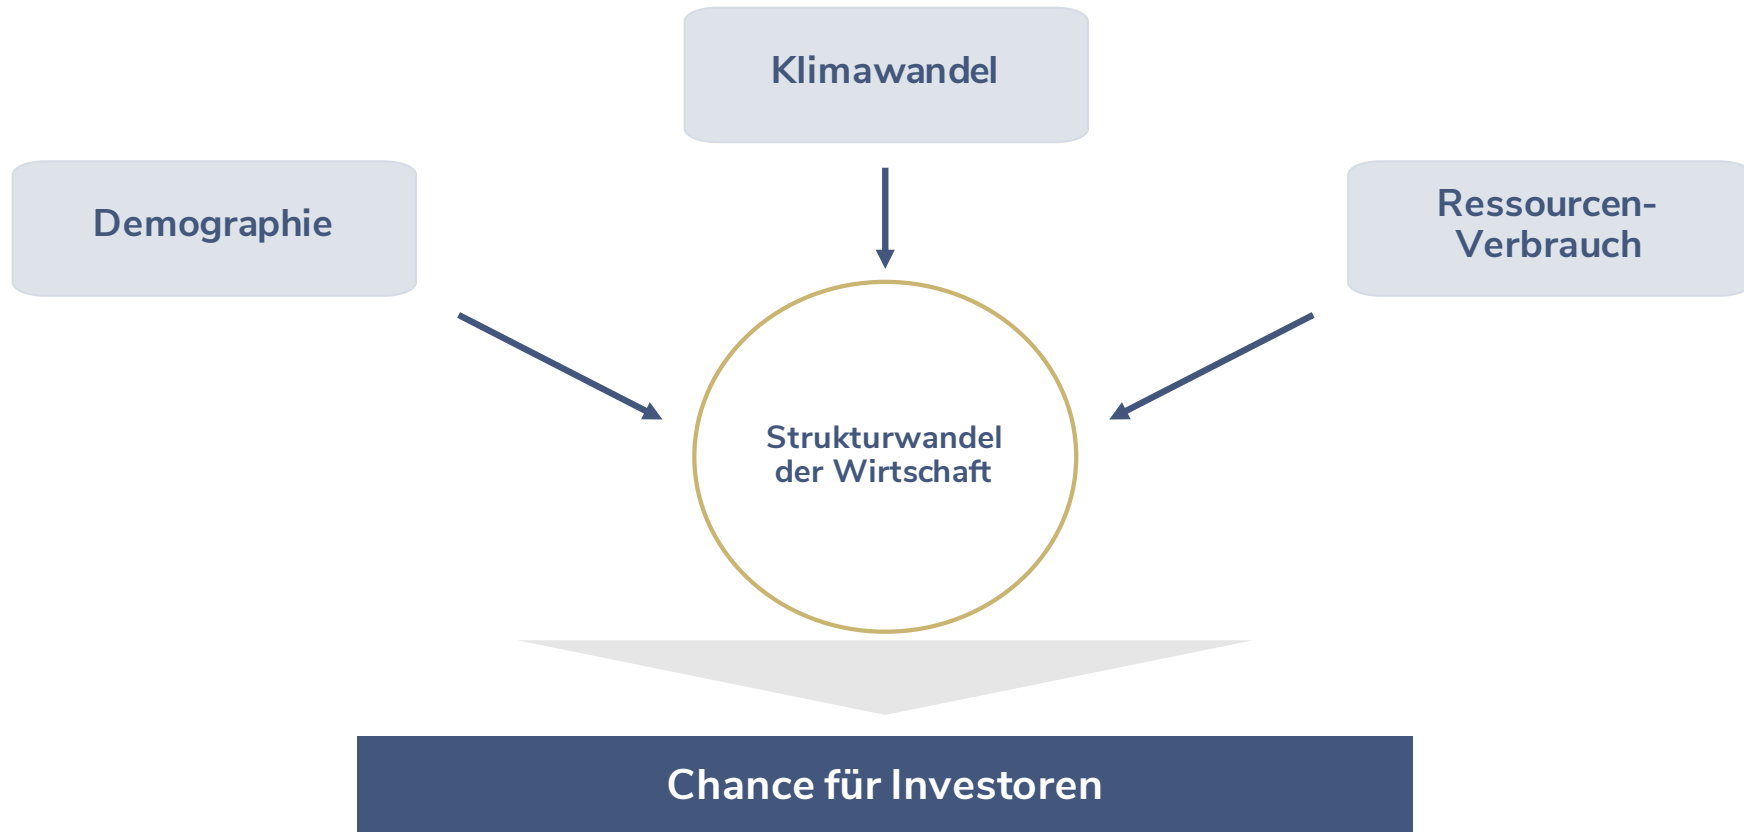 Klimawandel
Demographie
Ressourcen-
Verbrauch
Strukturwandel
der Wirtschaft
Chance für Investoren